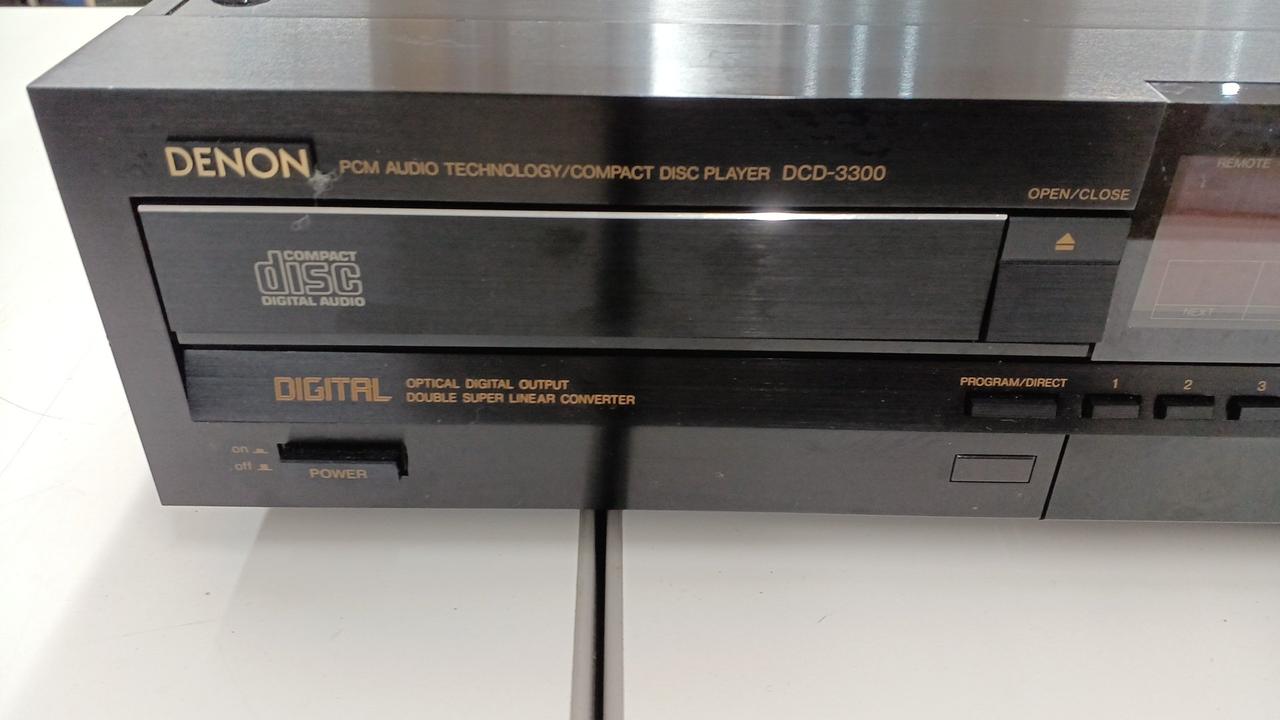 DENON PCM AUDIO TECHNOLOGY/COMPACT DISC PLAYER DCD-3300
REMOTE
OPEN/CLOSE
COMPACT
disc
DIGITAL AUDIO
NEXT
DIGITAL OPTICAL DIGITAL OUTPUT
DOUBLE SUPER LINEAR CONVERTER
PROGRAM/DIRECT 1 2 3
on
off
POWER